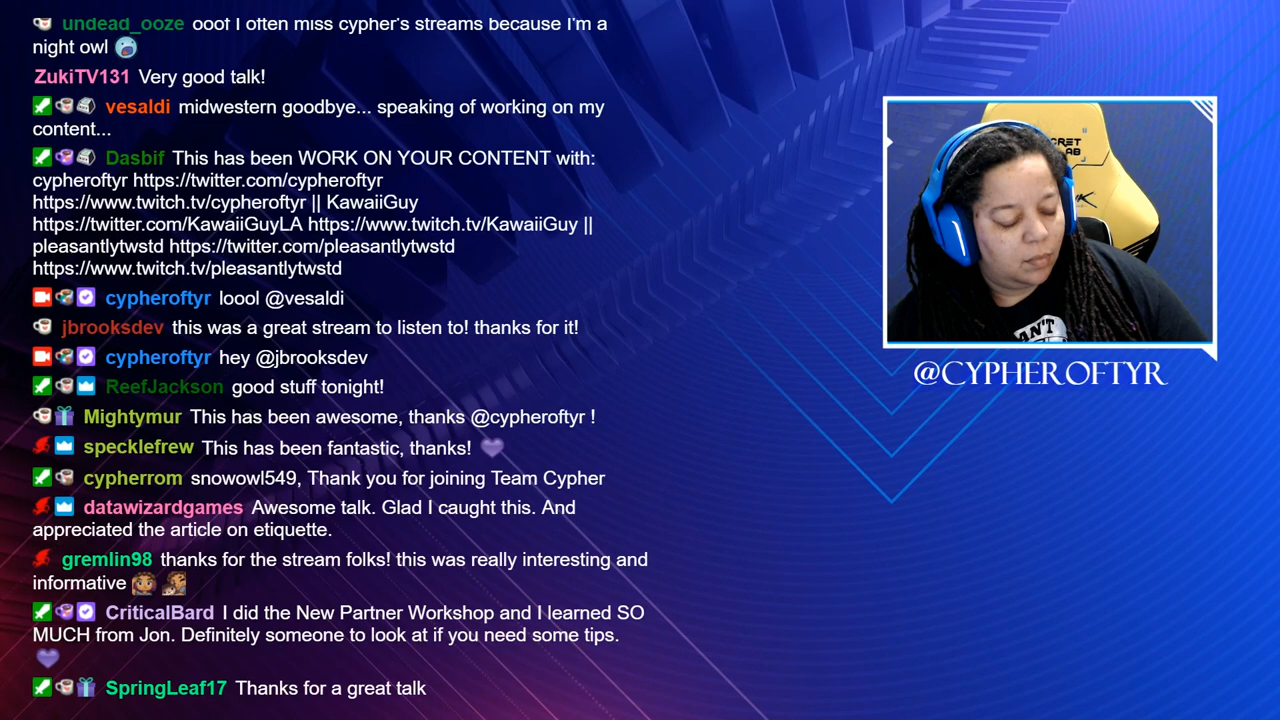 undead_ooze ooof I often miss cypher's streams because I'm a
night owl
ZukiTV131 Very good talk!
vesaldi midwestern goodbye... speaking of working on my
content...
Dasbif This has been WORK ON YOUR CONTENT with:
cypheroftyr https://twitter.com/cypheroftyr
https://www.twitch.tv/cypheroftyr || KawaiiGuy
https://twitter.com/KawaiiGuyLA https://www.twitch.tv/KawaiiGuy ||
pleasantlytwstd https://twitter.com/pleasantlytwstd
https://www.twitch.tv/pleasantlytwstd
cypheroftyr loool @vesaldi
jbrooksdev this was a great stream to listen to! thanks for it!
cypheroftyr hey @jbrooksdev
ReefJackson good stuff tonight!
Mightymur This has been awesome, thanks @cypheroftyr !
specklefrew This has been fantastic, thanks!
cypherrom snowowl549, Thank you for joining Team Cypher
datawizardgames Awesome talk. Glad I caught this. And
appreciated the article on etiquette.
gremlin98 thanks for the stream folks! this was really interesting and
informative
CriticalBard I did the New Partner Workshop and I learned SO
MUCH from Jon. Definitely someone to look at if you need some tips.
SpringLeaf17 Thanks for a great talk
CRET
LAB
AN'T
@CYPHEROFTYR